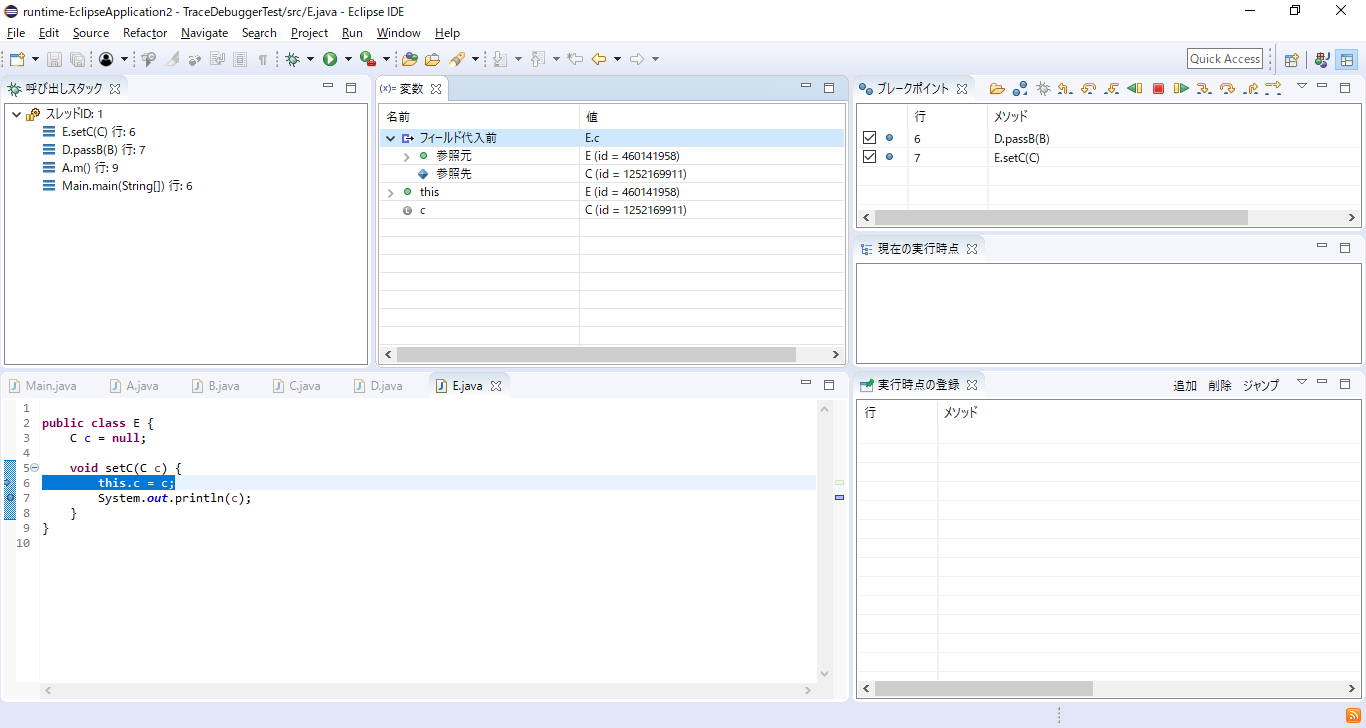 runtime-EclipseApplication2 - TraceDebuggerTest/src/E.java - Eclipse IDE
File Edit Source Refactor Navigate Search Project Run Window Help
Quick Access
呼び出しスタック
スレッドID: 1
E.setC(C) 行: 6
D.passB(B) 行: 7
A.m() 行: 9
Main.main(String[]) 行: 6
(x)= 変数
名前 値
フィールド代入前 E.c
参照元 E (id = 460141958)
参照先 C (id = 1252169911)
this E (id = 460141958)
c C (id = 1252169911)
ブレークポイント
行 メソッド
6 D.passB(B)
7 E.setC(C)
現在の実行時点
Main.java A.java B.java C.java D.java E.java
1
2 public class E {
3 C c = null;
4
5 void setC(C c) {
6 this.c = c;
7 System.out.println(c);
8 }
9 }
10
実行時点の登録 追加 削除 ジャンプ
行 メソッド